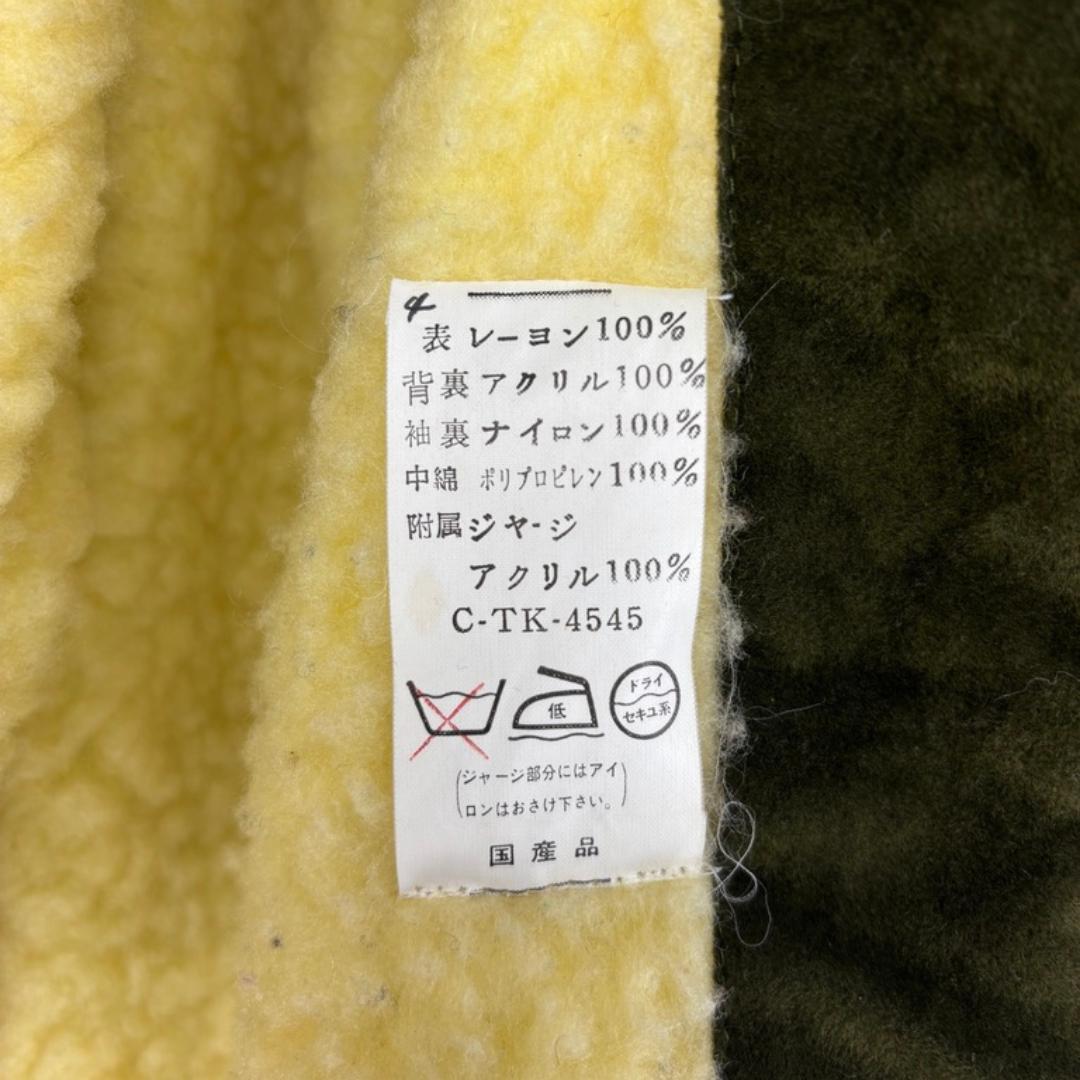 4
表 レーヨン100%
背裏 アクリル100%
袖裏 ナイロン100%
中綿 ポリプロピレン100%
附属ジャージ
アクリル100%
C-TK-4545
低
ドライ
セキユ系
(ジャージ部分にはアイ
ロンはおさけ下さい。)
国産品